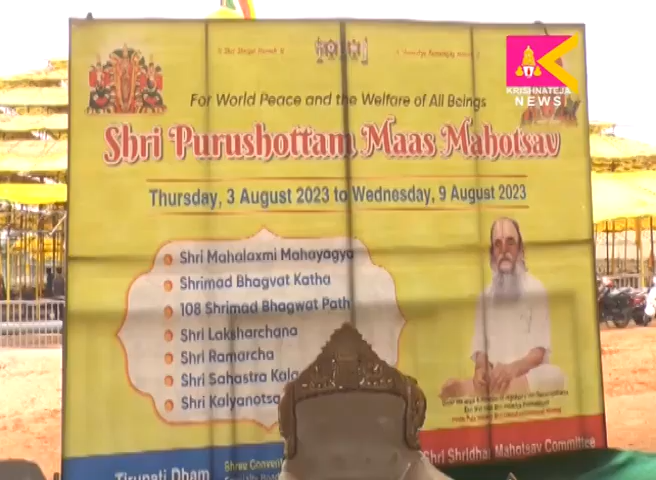 KRISHNATEJA
NEWS
For World Peace and the Welfare of All Beings
Shri Purushottam Maas Mahotsav
Thursday, 3 August 2023 to Wednesday, 9 August 2023
Shri Mahalaxmi Mahayagya
Shrimad Bhagvat Katha
108 Shrimad Bhagwat Path
Shri Laksharchana
Shri Ramarcha
Shri Sahastra Kala
Shri Kalyanotsa
Tirupati Dham
Shree
Shri Shridhar Mahotsav Committee